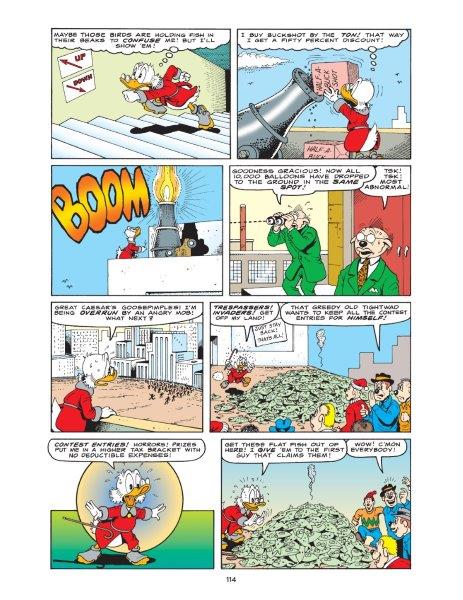 MAYBE THOSE BIRDS ARE HOLDING FISH IN
THEIR BEAKS TO CONFUSE ME! BUT I'LL
SHOW 'EM!
UP
DOWN
I BUY BUCKSHOT BY THE TON! THAT WAY
I GET A FIFTY PERCENT DISCOUNT!
HALF-A-
BUCK
SHOT
HALF-A-
BUCK
BOOM
GOODNESS GRACIOUS! NOW ALL
10,000 BALLOONS HAVE DROPPED
TO THE GROUND IN THE SAME
SPOT!
TSK!
TSK!
MOST
ABNORMAL!
GREAT CAESAR'S GOOSEPIMPLES! I'M
BEING OVERRUN BY AN ANGRY MOB!
WHAT NEXT?
TRESPASSERS!
INVADERS! GET
OFF MY LAND!
JUST STAY
BACK!
THAT'S ALL!
THAT GREEDY OLD TIGHTWAD
WANTS TO KEEP ALL THE CONTEST
ENTRIES FOR HIMSELF!
CONTEST ENTRIES! HORRORS! PRIZES
PUT ME IN A HIGHER TAX BRACKET WITH
NO DEDUCTIBLE EXPENSES!
GET THESE FLAT FISH OUT OF
HERE! I GIVE 'EM TO THE FIRST
GUY THAT CLAIMS THEM!
WOW! C'MON
EVERYBODY!
114